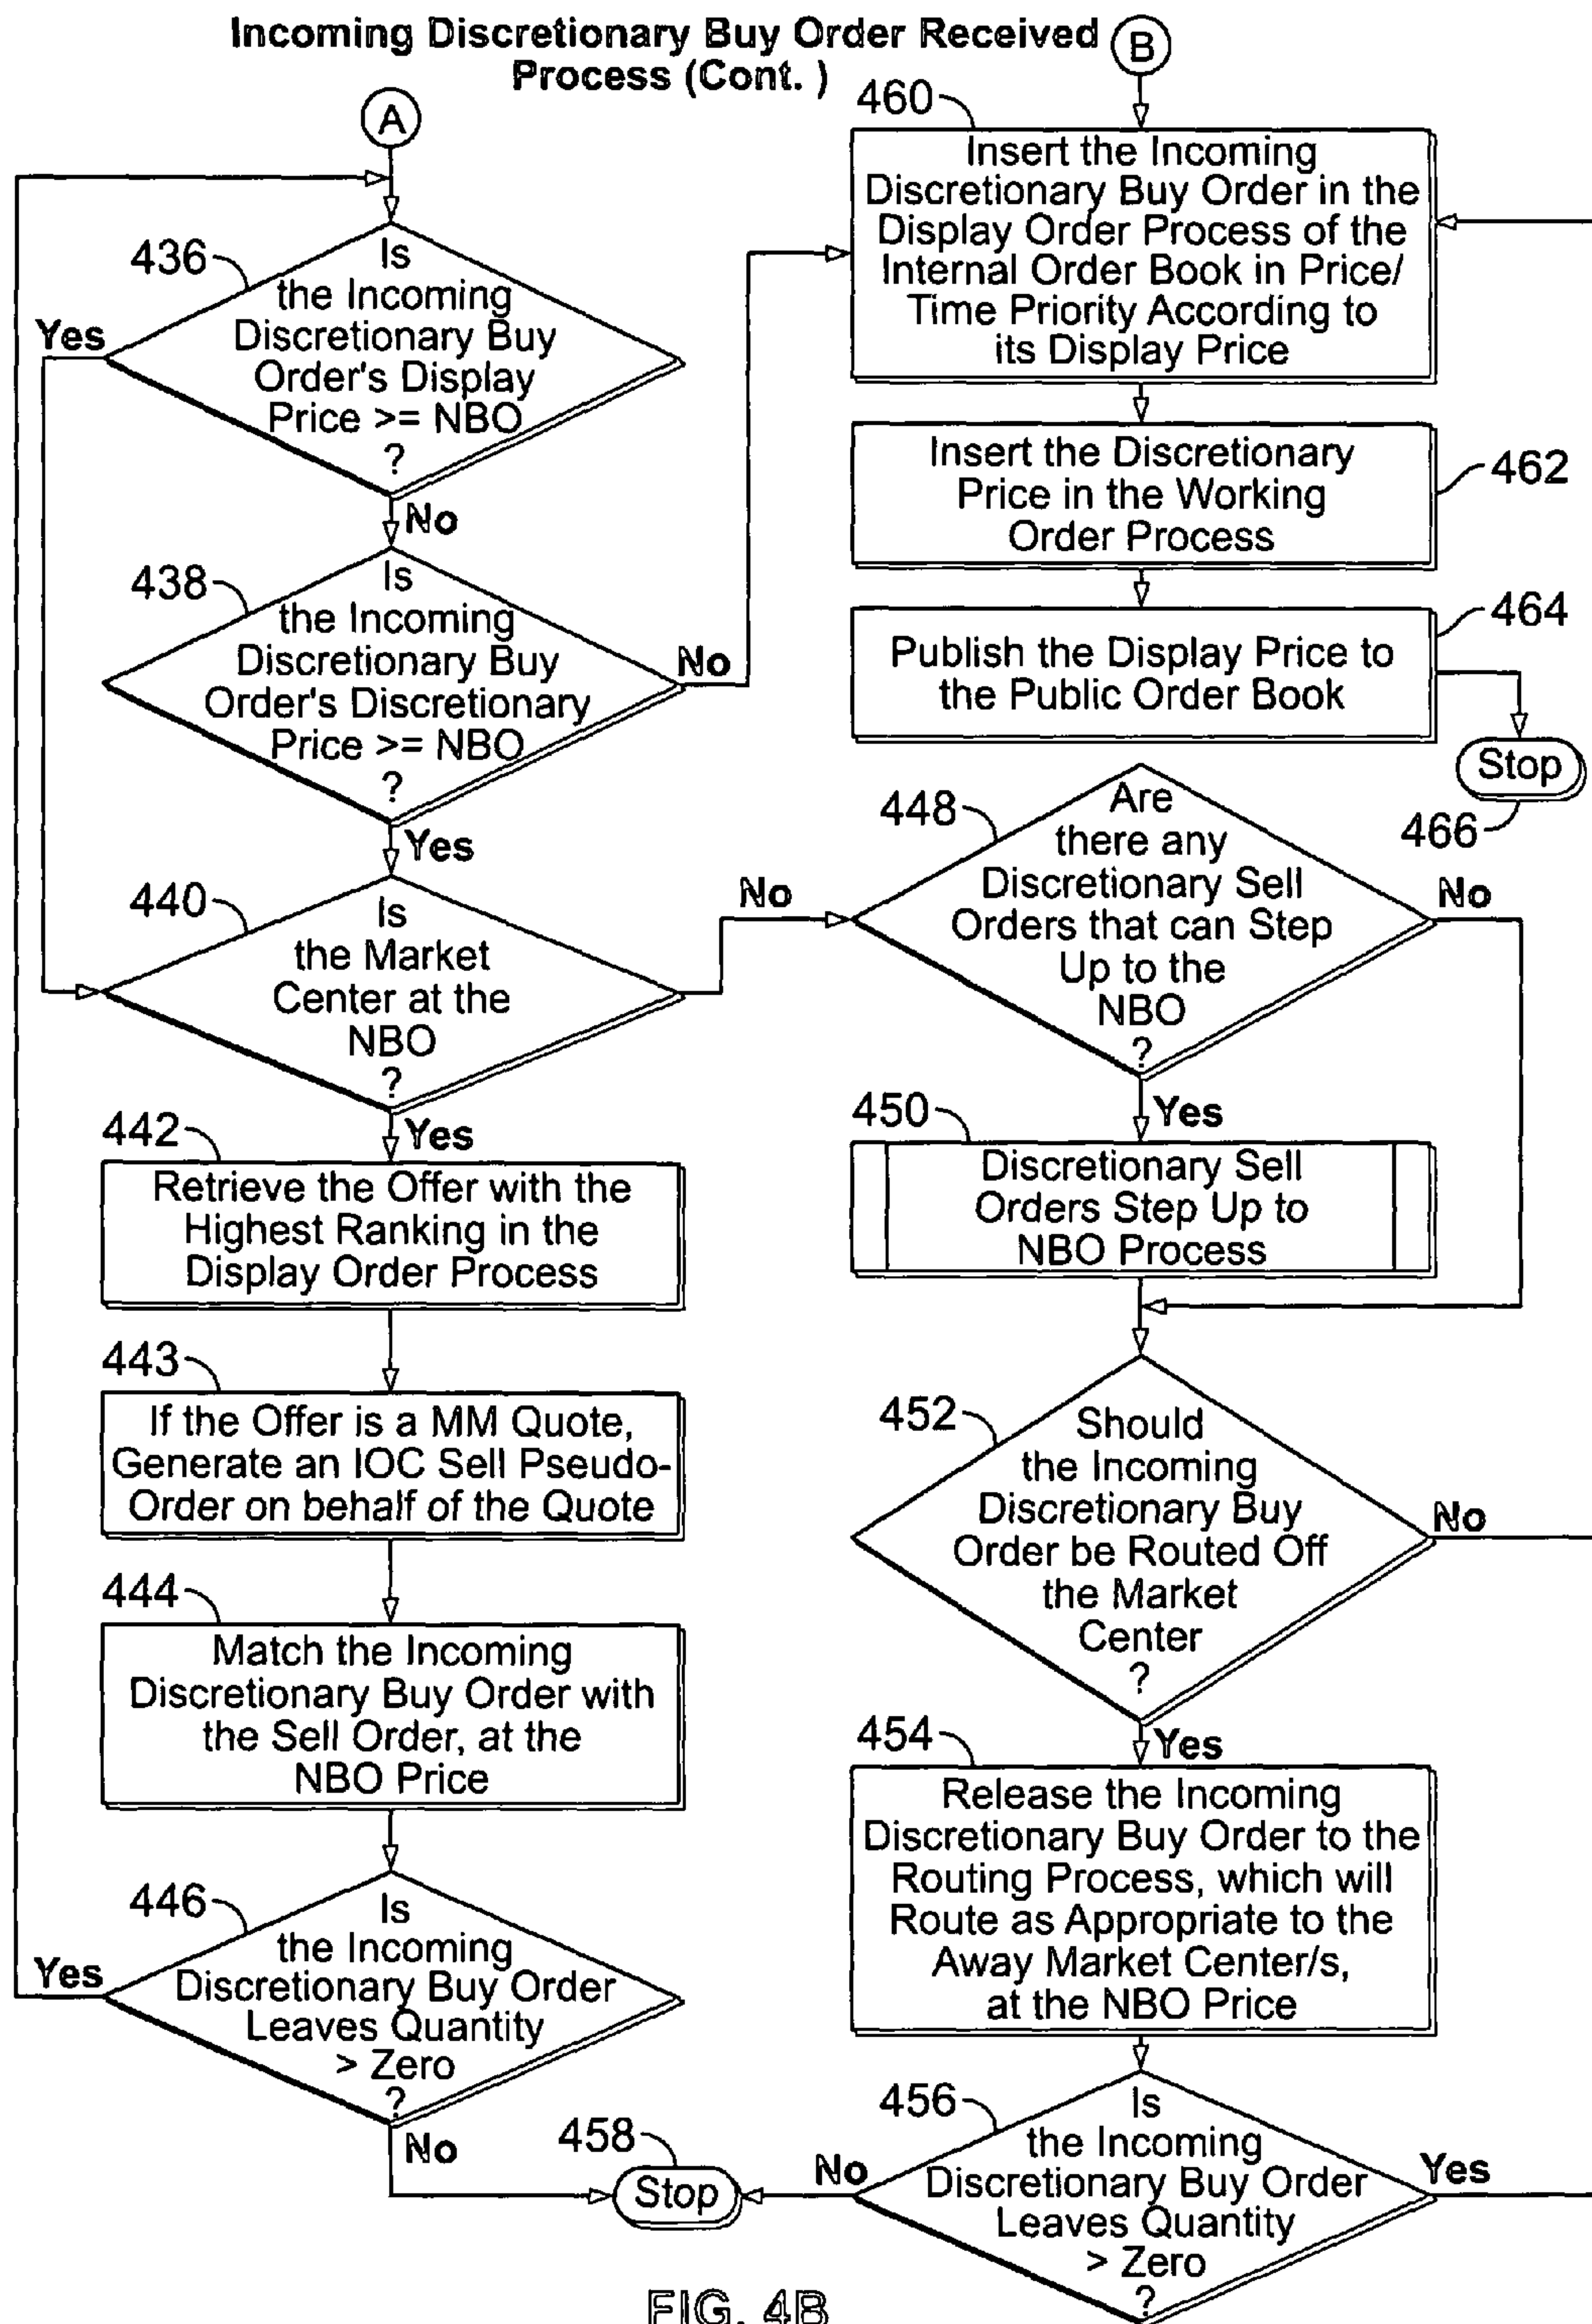 Incoming Discretionary Buy Order Received
Process (Cont. )
A
436
Is
the Incoming
Discretionary Buy
Order's Display
Price >= NBO
?
Yes
No
438
Is
the Incoming
Discretionary Buy
Order's Discretionary
Price >= NBO
?
No
Yes
440
Is
the Market
Center at the
NBO
?
No
Yes
442
Retrieve the Offer with the
Highest Ranking in the
Display Order Process
443
If the Offer is a MM Quote,
Generate an IOC Sell Pseudo-
Order on behalf of the Quote
444
Match the Incoming
Discretionary Buy Order with
the Sell Order, at the
NBO Price
446
Is
the Incoming
Discretionary Buy Order
Leaves Quantity
> Zero
?
Yes
No
458
Stop
B
460
Insert the Incoming
Discretionary Buy Order in the
Display Order Process of the
Internal Order Book in Price/
Time Priority According to
its Display Price
Insert the Discretionary
Price in the Working
Order Process
462
Publish the Display Price to
the Public Order Book
464
Stop
466
448
Are
there any
Discretionary Sell
Orders that can Step
Up to the
NBO
?
No
Yes
450
Discretionary Sell
Orders Step Up to
NBO Process
452
Should
the Incoming
Discretionary Buy
Order be Routed Off
the Market
Center
?
No
Yes
454
Release the Incoming
Discretionary Buy Order to the
Routing Process, which will
Route as Appropriate to the
Away Market Center/s,
at the NBO Price
456
Is
the Incoming
Discretionary Buy Order
Leaves Quantity
> Zero
?
No
Yes
FIG. 4B